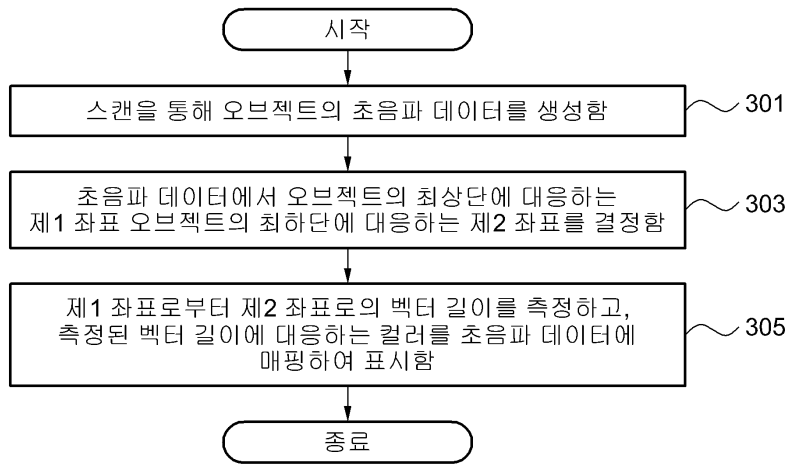 시작
스캔을 통해 오브젝트의 초음파 데이터를 생성함
301
초음파 데이터에서 오브젝트의 최상단에 대응하는
제1 좌표 오브젝트의 최하단에 대응하는 제2 좌표를 결정함
303
제1 좌표로부터 제2 좌표로의 벡터 길이를 측정하고,
측정된 벡터 길이에 대응하는 컬러를 초음파 데이터에
매핑하여 표시함
305
종료